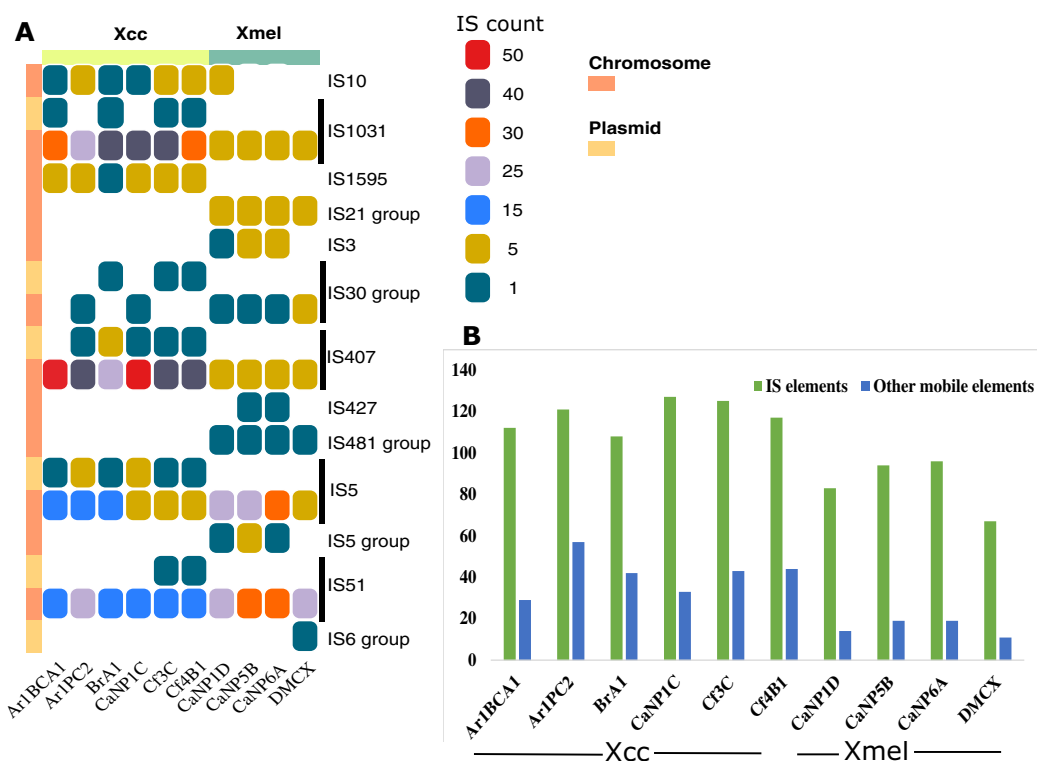 A
Xcc
Xmel
IS10
IS1031
IS1595
IS21 group
IS3
IS30 group
IS407
IS427
IS481 group
IS5
IS5 group
IS51
IS6 group
Ar1BCA1
Ar1PC2
BrA1
CaNP1C
Cf3C
Cf4B1
CaNP1D
CaNP5B
CaNP6A
DMCX
IS count
50
40
30
25
15
5
1
Chromosome
Plasmid
B
IS elements
Other mobile elements
140
120
100
80
60
40
20
0
Ar1BCA1
Ar1PC2
BrA1
CaNP1C
Cf3C
Cf4B1
CaNP1D
CaNP5B
CaNP6A
DMCX
Xcc
Xmel